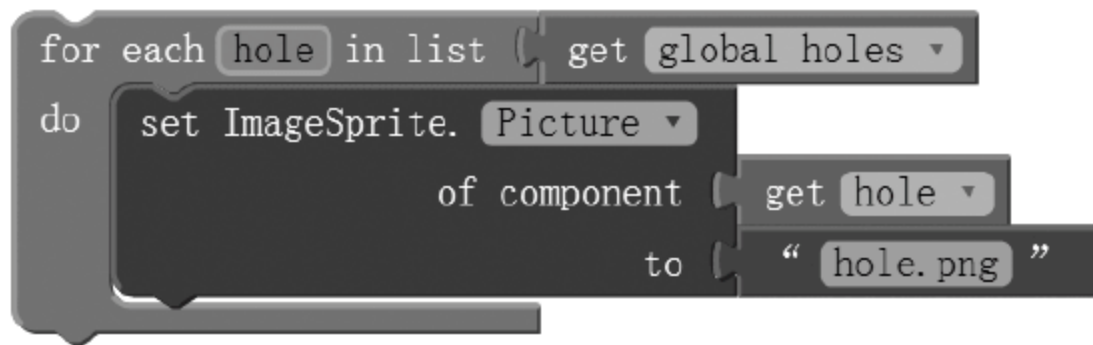 for each hole in list get global holes
do set ImageSprite. Picture
of component get hole
to “ hole.png ”